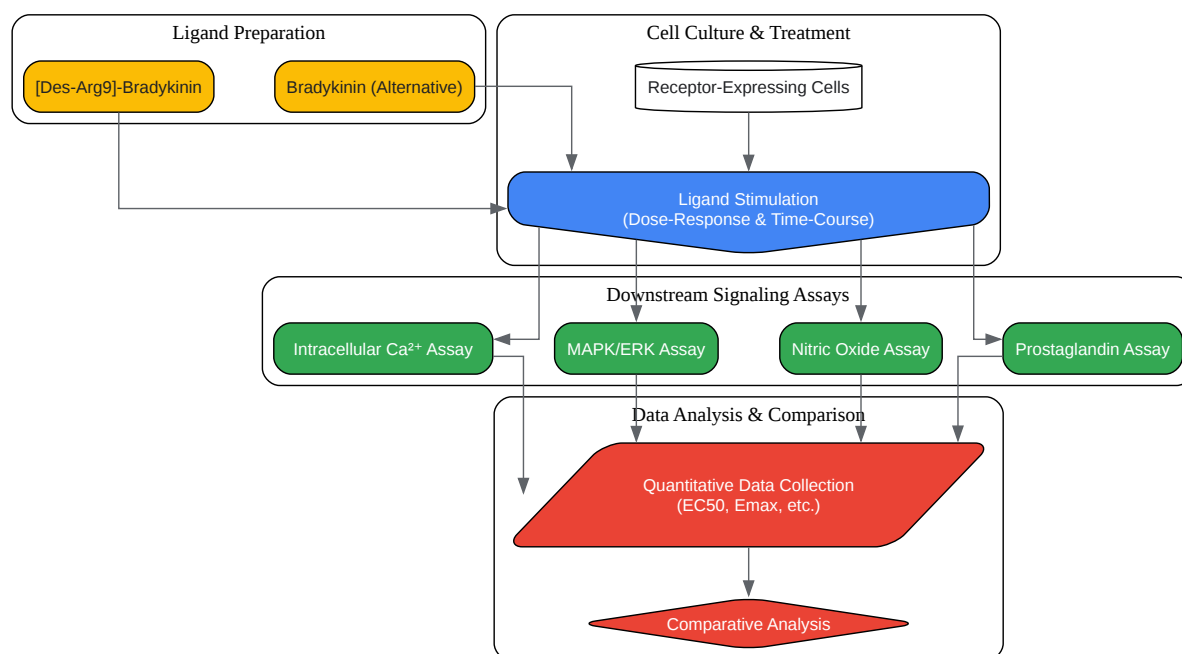 Ligand Preparation
[Des-Arg9]-Bradykinin
Bradykinin (Alternative)
Cell Culture & Treatment
Receptor-Expressing Cells
Ligand Stimulation
(Dose-Response & Time-Course)
Downstream Signaling Assays
Intracellular Ca²⁺ Assay
MAPK/ERK Assay
Nitric Oxide Assay
Prostaglandin Assay
Data Analysis & Comparison
Quantitative Data Collection
(EC50, Emax, etc.)
Comparative Analysis